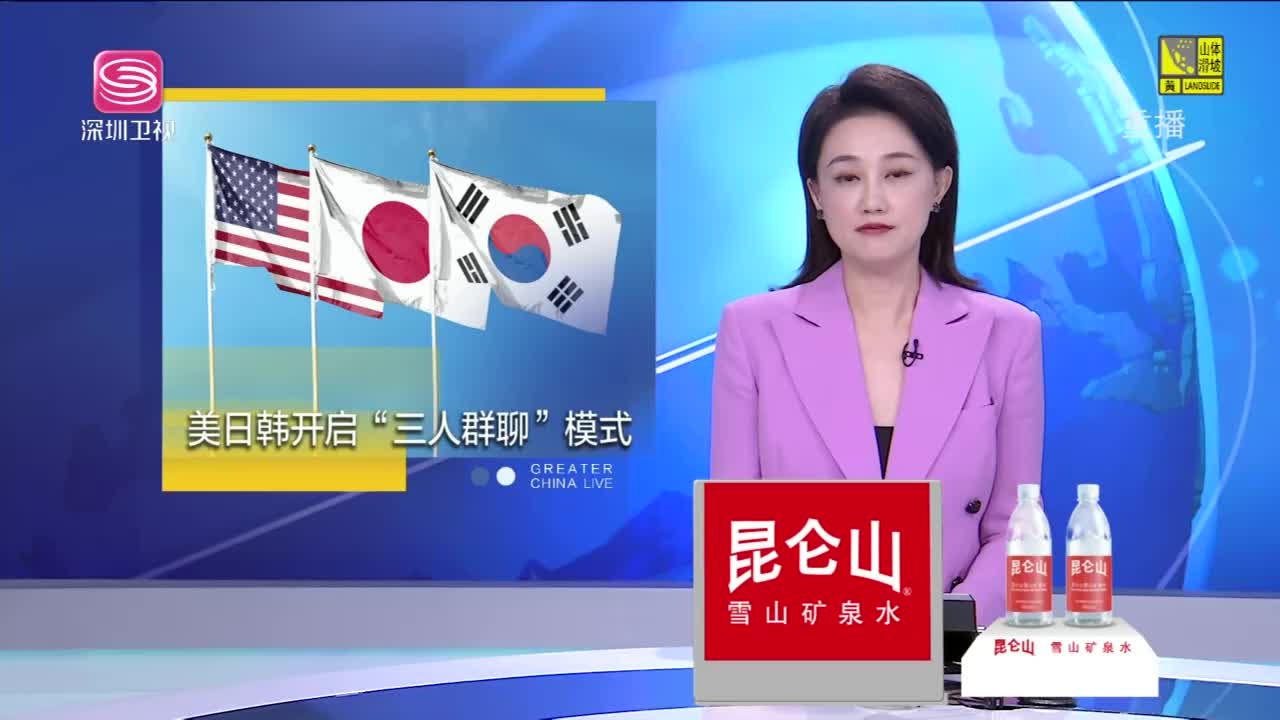 深圳卫视
山体
滑坡
黄 LANDSLIDE
重播
美日韩开启“三人群聊”模式
GREATER
CHINA LIVE
昆仑山®
雪山矿泉水
昆仑山
昆仑山
昆仑山 雪山矿泉水